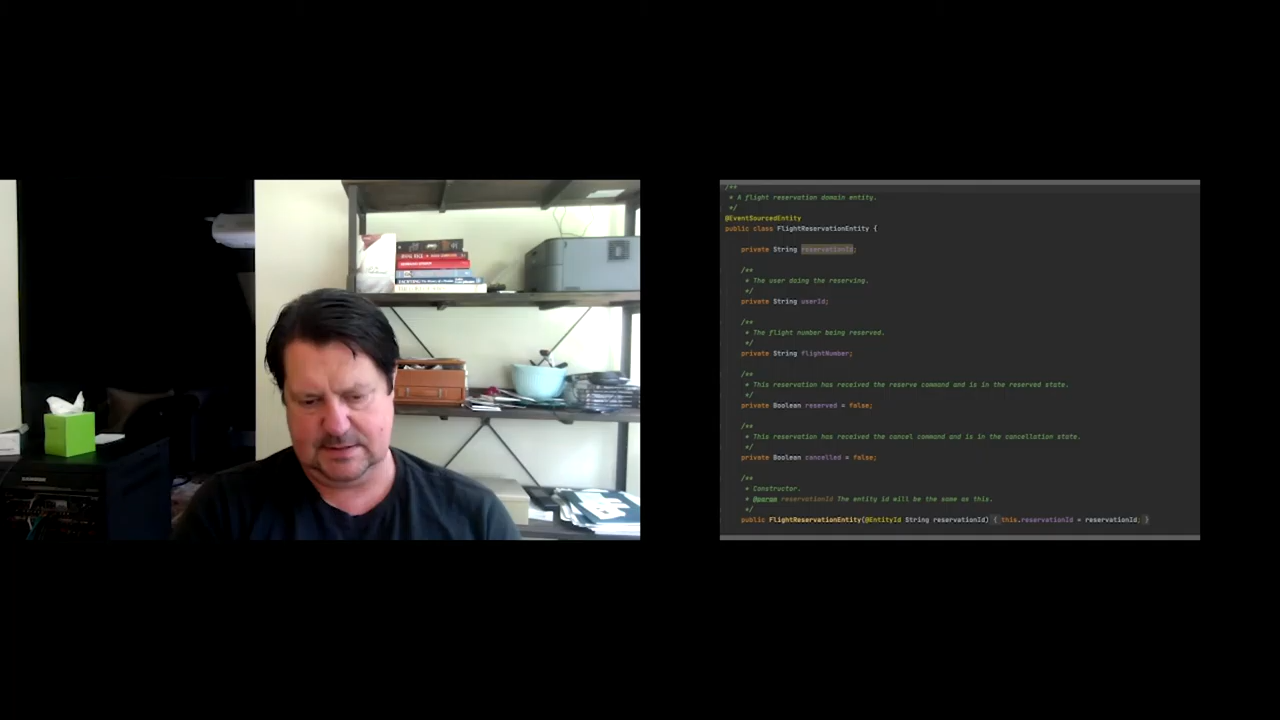 /**
 * A flight reservation domain entity.
 */
@EventSourcedEntity
public class FlightReservationEntity {
private String reservationId;
/**
 * The user doing the reserving.
 */
private String userId;
/**
 * The flight number being reserved.
 */
private String flightNumber;
/**
 * This reservation has received the reserve command and is in the reserved state.
 */
private Boolean reserved = false;
/**
 * This reservation has received the cancel command and is in the cancellation state.
 */
private Boolean cancelled = false;
/**
 * Constructor.
 * @param reservationId The entity id will be the same as this.
 */
public FlightReservationEntity(@EntityId String reservationId) { this.reservationId = reservationId; }